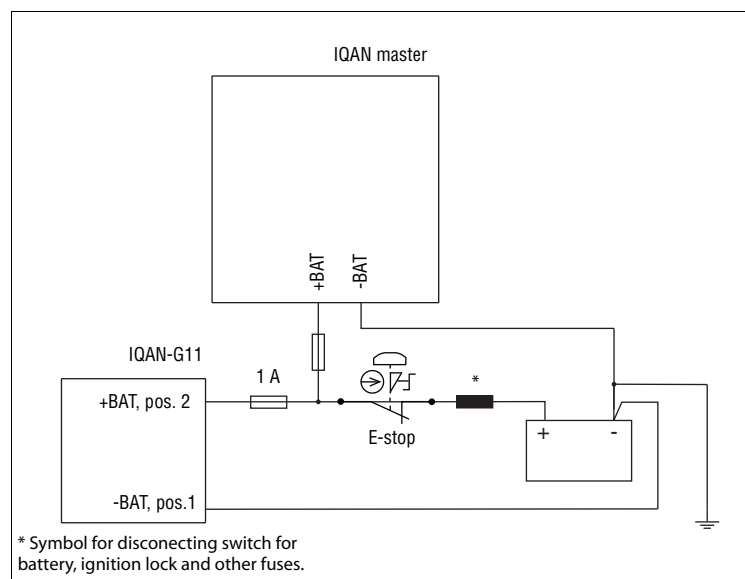 IQAN master
+BAT
-BAT
IQAN-G11
1 A
*
+BAT, pos. 2
E-stop
+
-
-BAT, pos.1
* Symbol for disconecting switch for
battery, ignition lock and other fuses.